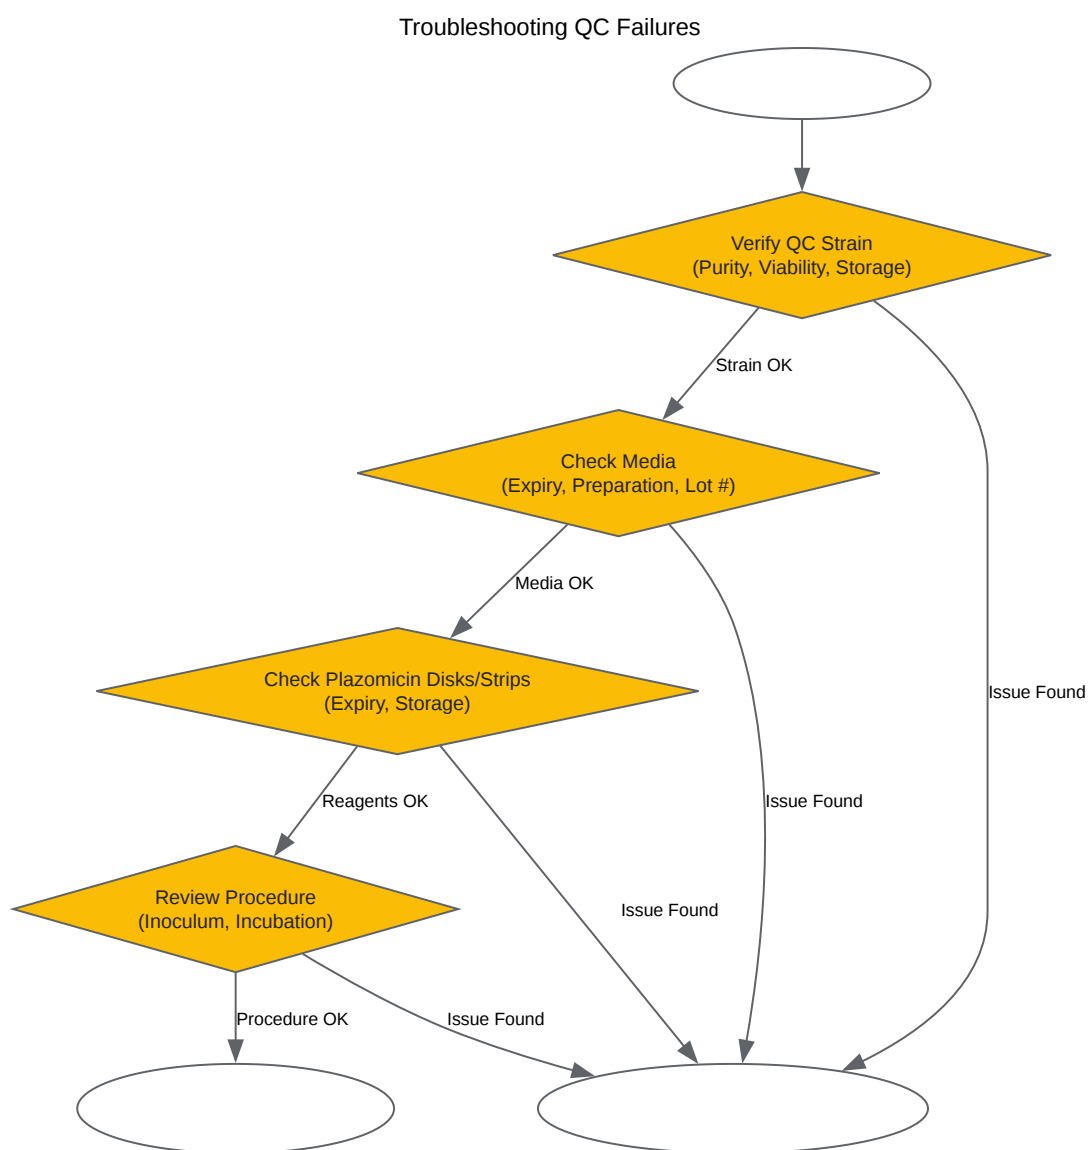 Troubleshooting QC Failures
Verify QC Strain
(Purity, Viability, Storage)
Strain OK
Check Media
(Expiry, Preparation, Lot #)
Media OK
Issue Found
Check Plazomicin Disks/Strips
(Expiry, Storage)
Reagents OK
Issue Found
Review Procedure
(Inoculum, Incubation)
Issue Found
Procedure OK
Issue Found